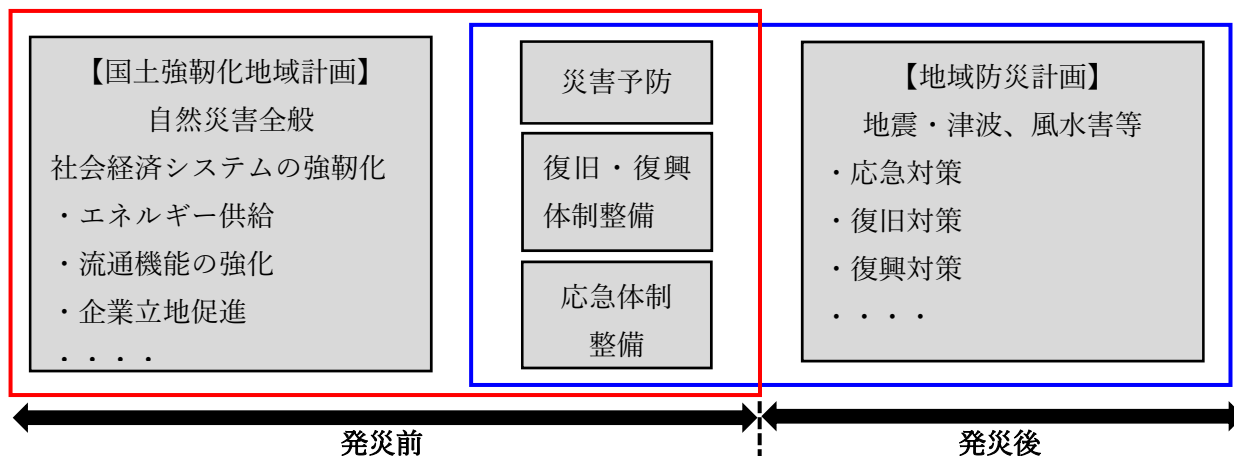 【国土強靭化地域計画】
自然災害全般
社会経済システムの強靭化
・エネルギー供給
・流通機能の強化
・企業立地促進
・・・・
災害予防
復旧・復興
体制整備
応急体制
整備
【地域防災計画】
地震・津波、風水害等
・応急対策
・復旧対策
・復興対策
・・・・
発災前
発災後